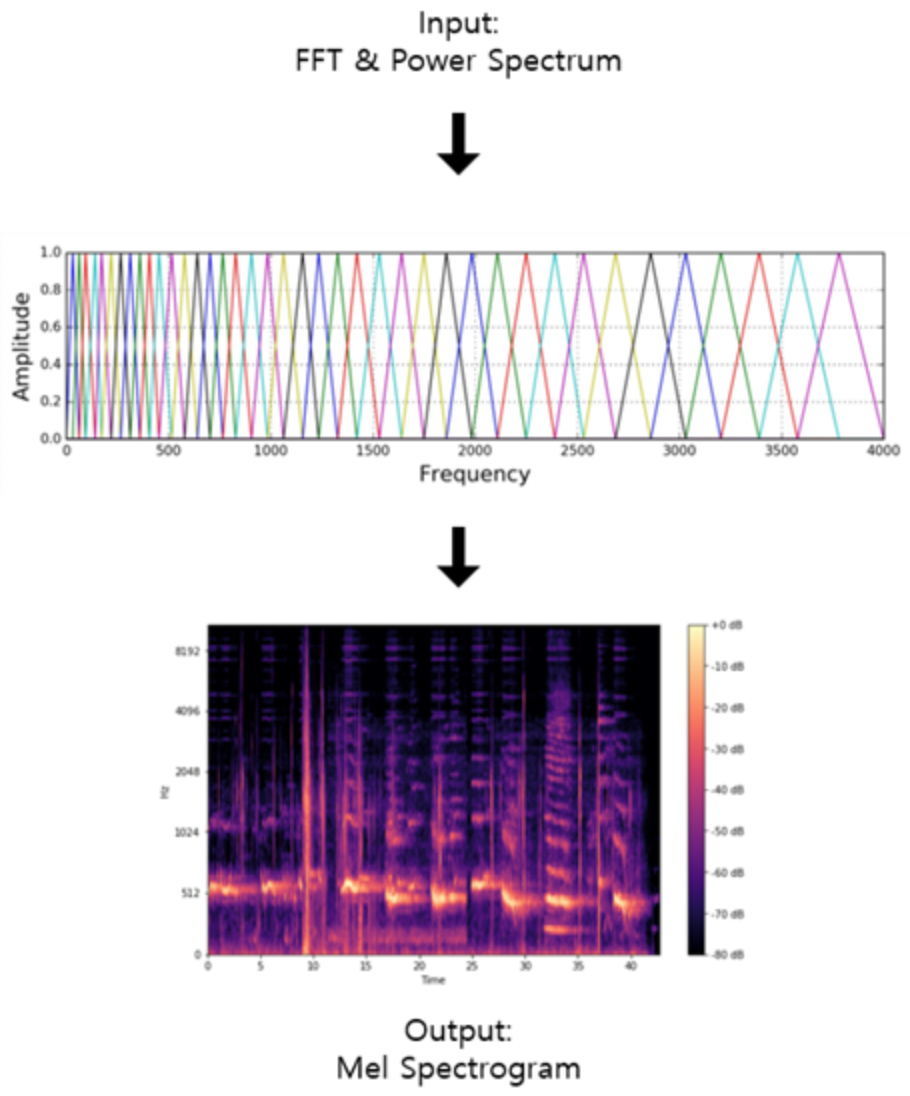 Input:
FFT & Power Spectrum
1.0
0.8
0.6
0.4
0.2
0.0
Amplitude
0 500 1000 1500 2000 2500 3000 3500 4000
Frequency
8192
4096
2048
1024
512
0
Hz
0 5 10 15 20 25 30 35 40
Time
+0 dB
-10 dB
-20 dB
-30 dB
-40 dB
-50 dB
-60 dB
-70 dB
-80 dB
Output:
Mel Spectrogram